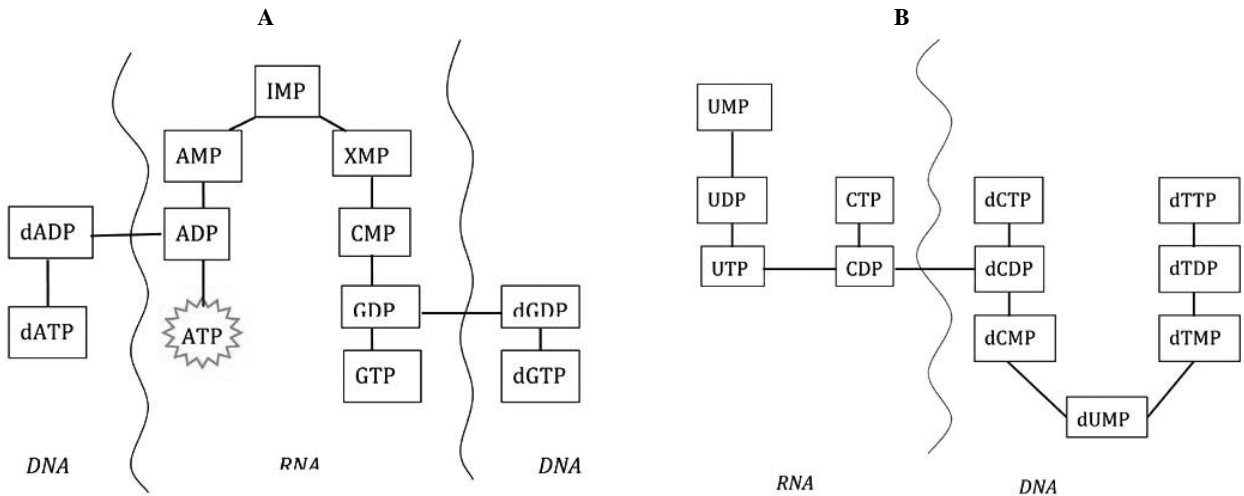 A
IMP
AMP
XMP
dADP
ADP
CMP
dATP
ATP
GDP
dGDP
GTP
dGTP
DNA
RNA
DNA
B
UMP
UDP
CTP
dCTP
dTTP
UTP
CDP
dCDP
dTDP
dCMP
dTMP
dUMP
RNA
DNA